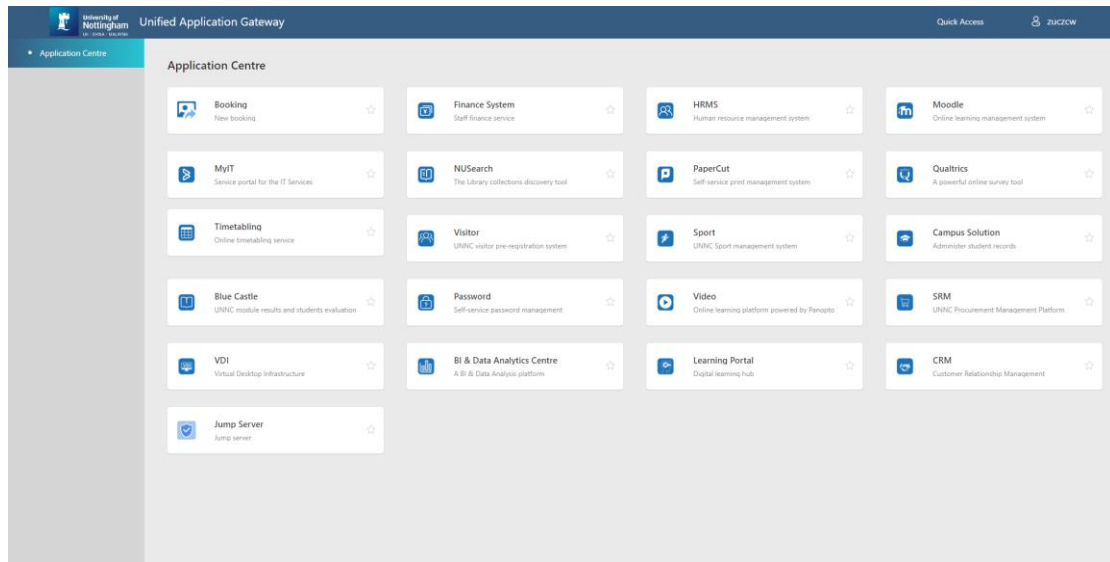 University of
Nottingham
UK | CHINA | MALAYSIA
Unified Application Gateway
Quick Access
zuczcw
Application Centre
Application Centre
Booking
New booking
Finance System
Staff finance service
HRMS
Human resource management system
Moodle
Online learning management system
MyIT
Service portal for the IT Services
NUSearch
The Library collections discovery tool
PaperCut
Self-service print management system
Qualtrics
A powerful online survey tool
Timetabling
Online timetabling service
Visitor
UNNC visitor pre-registration system
Sport
UNNC Sport management system
Campus Solution
Administer student records
Blue Castle
UNNC module results and students evaluation
Password
Self-service password management
Video
Online learning platform powered by Panopto
SRM
UNNC Procurement Management Platform
VDI
Virtual Desktop Infrastructure
BI & Data Analytics Centre
A BI & Data Analysis platform
Learning Portal
Digital learning hub
CRM
Customer Relationship Management
Jump Server
Jump server